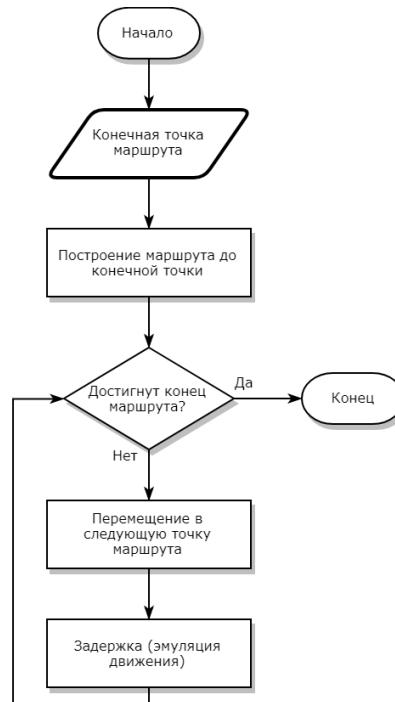 Начало
Конечная точка
маршрута
Построение маршрута до
конечной точки
Достигнут конец
маршрута?
Да
Конец
Нет
Перемещение в
следующую точку
маршрута
Задержка (эмуляция
движения)